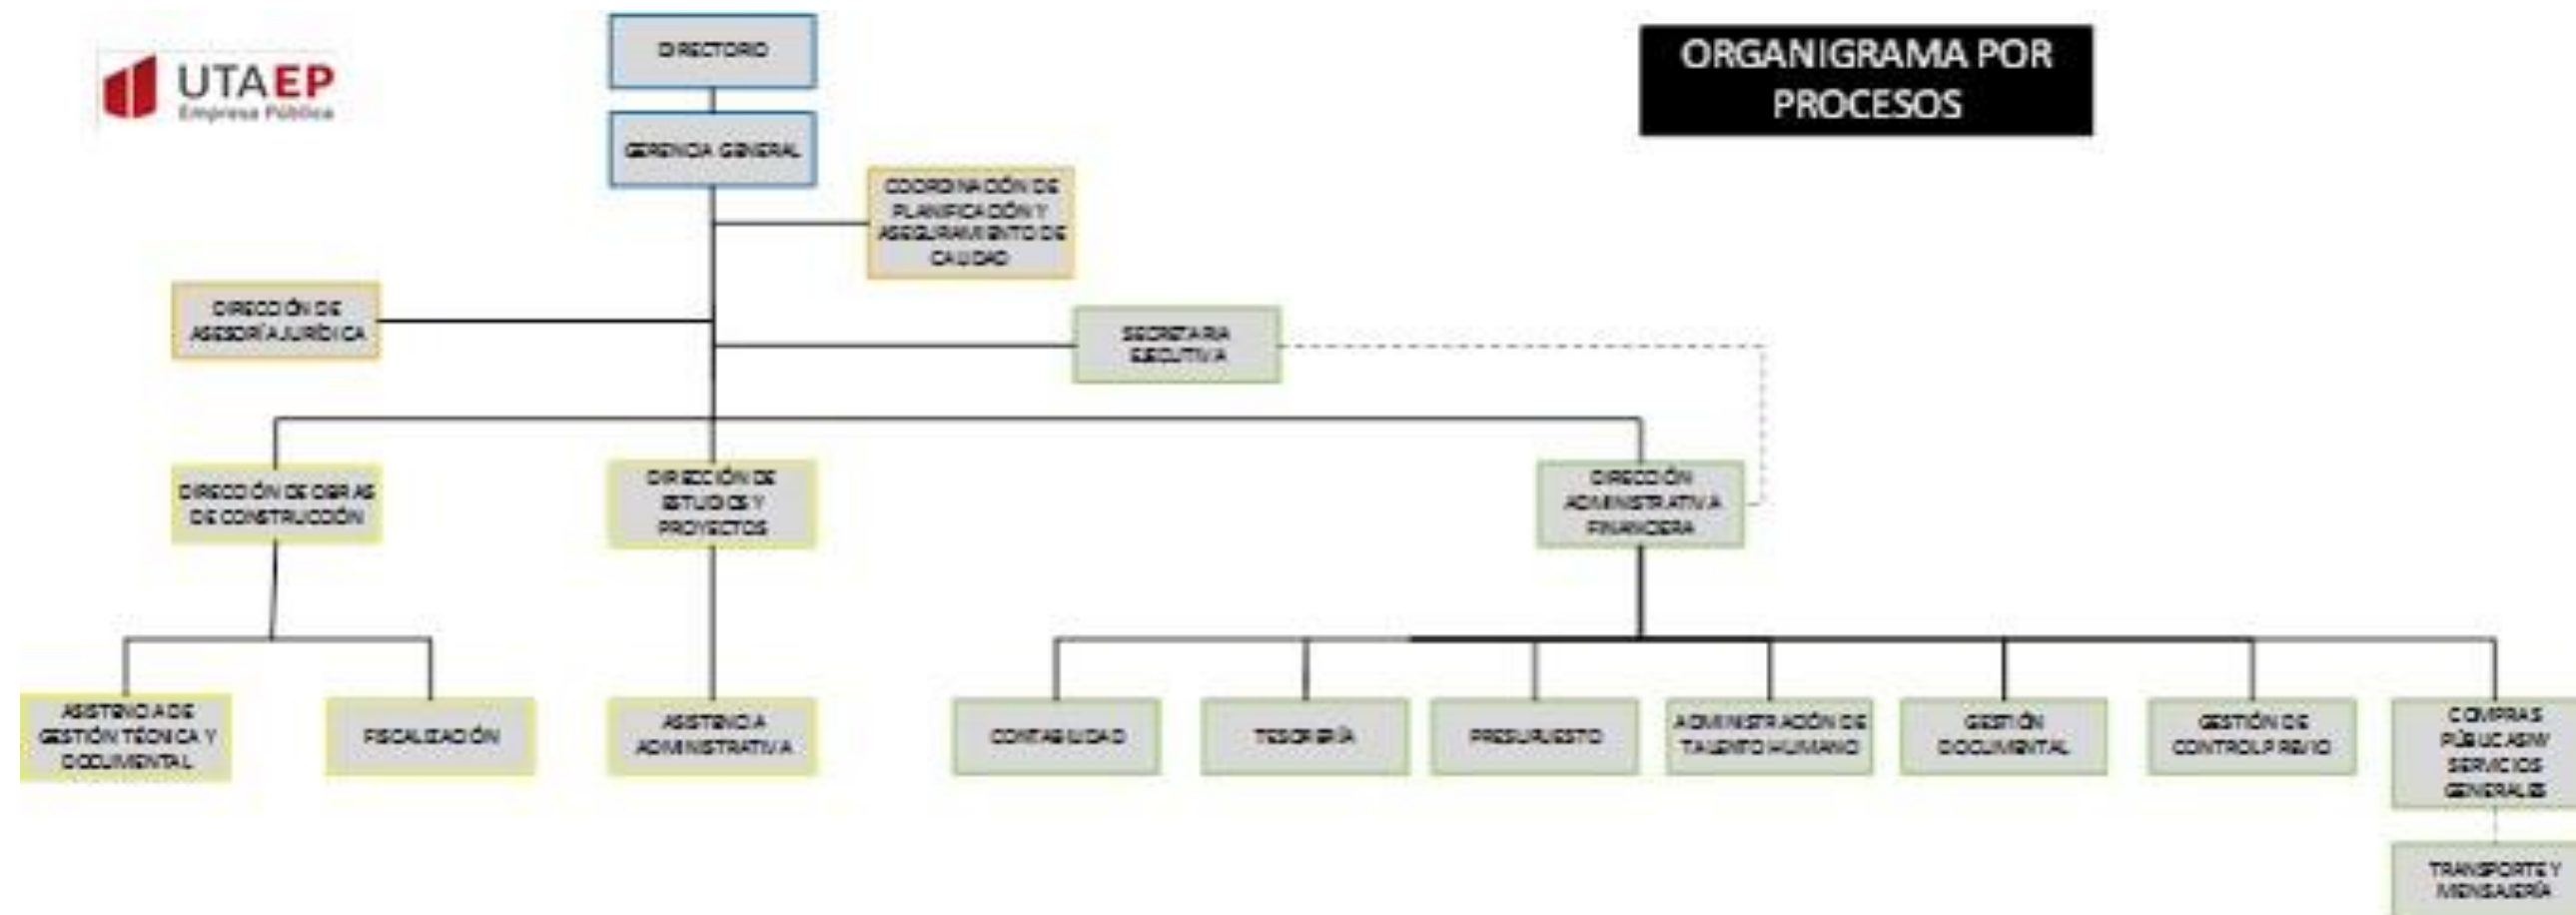 UTAEP
Empresa Pública
DIRECTORIO
ORGANIGRAMA POR
PROCESOS
GERENCIA GENERAL
COORDINACIÓN DE
PLANIFICACIÓN Y
ASEGURAMIENTO DE
CALIDAD
DIRECCIÓN DE
ASESORÍA JURÍDICA
SECRETARIA
EJECUTIVA
DIRECCIÓN DE OBRAS
DE CONSTRUCCIÓN
DIRECCIÓN DE
ESTUDIOS Y
PROYECTOS
DIRECCIÓN
ADMINISTRATIVA
FINANCIERA
ASISTENCIA DE
GESTIÓN TÉCNICA Y
DOCUMENTAL
FISCALIZACIÓN
ASISTENCIA
ADMINISTRATIVA
CONTABILIDAD
TESORERÍA
PRESUPUESTO
ADMINISTRACIÓN DE
TALENTO HUMANO
GESTIÓN
DOCUMENTAL
GESTIÓN DE
CONTROL PREVIO
COMPRAS
PÚBLICAS
SERVICIOS
GENERALES
TRANSPORTE Y
MENSAJERÍA